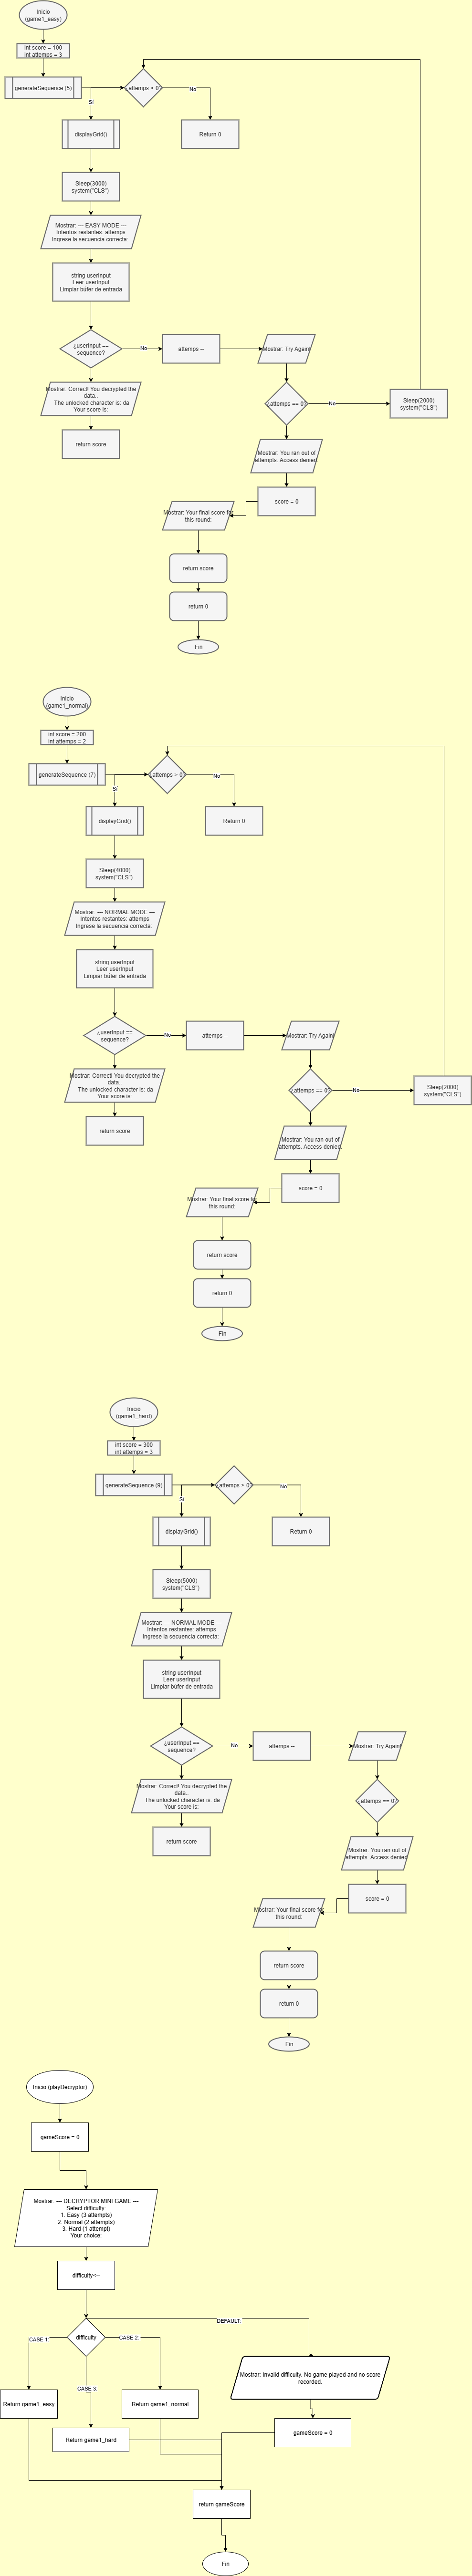 Inicio
(game1_easy)
int score = 100
int attemps = 3
generateSequence (5)
¿attemps > 0?
No
Sí
displayGrid()
Return 0
Sleep(3000)
system("CLS")
Mostrar: --- EASY MODE ---
Intentos restantes: attemps
Ingrese la secuencia correcta:
string userInput
Leer userInput
Limpiar búfer de entrada
¿userInput ==
sequence?
No
attemps --
Mostrar: Try Again!
Mostrar: Correct! You decrypted the
data..
The unlocked character is: da
Your score is:
¿attemps == 0?
No
Sleep(2000)
system("CLS")
return score
Mostrar: You ran out of
attempts. Access denied.
score = 0
Mostrar: Your final score for
this round:
return score
return 0
Fin
Inicio
(game1_normal)
int score = 200
int attemps = 2
generateSequence (7)
¿attemps > 0?
No
Sí
displayGrid()
Return 0
Sleep(4000)
system("CLS")
Mostrar: --- NORMAL MODE ---
Intentos restantes: attemps
Ingrese la secuencia correcta:
string userInput
Leer userInput
Limpiar búfer de entrada
¿userInput ==
sequence?
No
attemps --
Mostrar: Try Again!
Mostrar: Correct! You decrypted the
data..
The unlocked character is: da
Your score is:
¿attemps == 0?
No
Sleep(2000)
system("CLS")
return score
Mostrar: You ran out of
attempts. Access denied.
score = 0
Mostrar: Your final score for
this round:
return score
return 0
Fin
Inicio
(game1_hard)
int score = 300
int attemps = 3
generateSequence (9)
¿attemps > 0?
No
Sí
displayGrid()
Return 0
Sleep(5000)
system("CLS")
Mostrar: --- NORMAL MODE ---
Intentos restantes: attemps
Ingrese la secuencia correcta:
string userInput
Leer userInput
Limpiar búfer de entrada
¿userInput ==
sequence?
No
attemps --
Mostrar: Try Again!
Mostrar: Correct! You decrypted the
data..
The unlocked character is: da
Your score is:
¿attemps == 0?
return score
Mostrar: You ran out of
attempts. Access denied.
score = 0
Mostrar: Your final score for
this round:
return score
return 0
Fin
Inicio (playDecryptor)
gameScore = 0
Mostrar: --- DECRYPTOR MINI GAME ---
Select difficulty:
1. Easy (3 attempts)
2. Normal (2 attempts)
3. Hard (1 attempt)
Your choice:
difficulty<--
DEFAULT:
difficulty
CASE 1:
CASE 2:
Mostrar: Invalid difficulty. No game played and no score
recorded.
CASE 3:
Return game1_easy
Return game1_normal
gameScore = 0
Return game1_hard
return gameScore
Fin